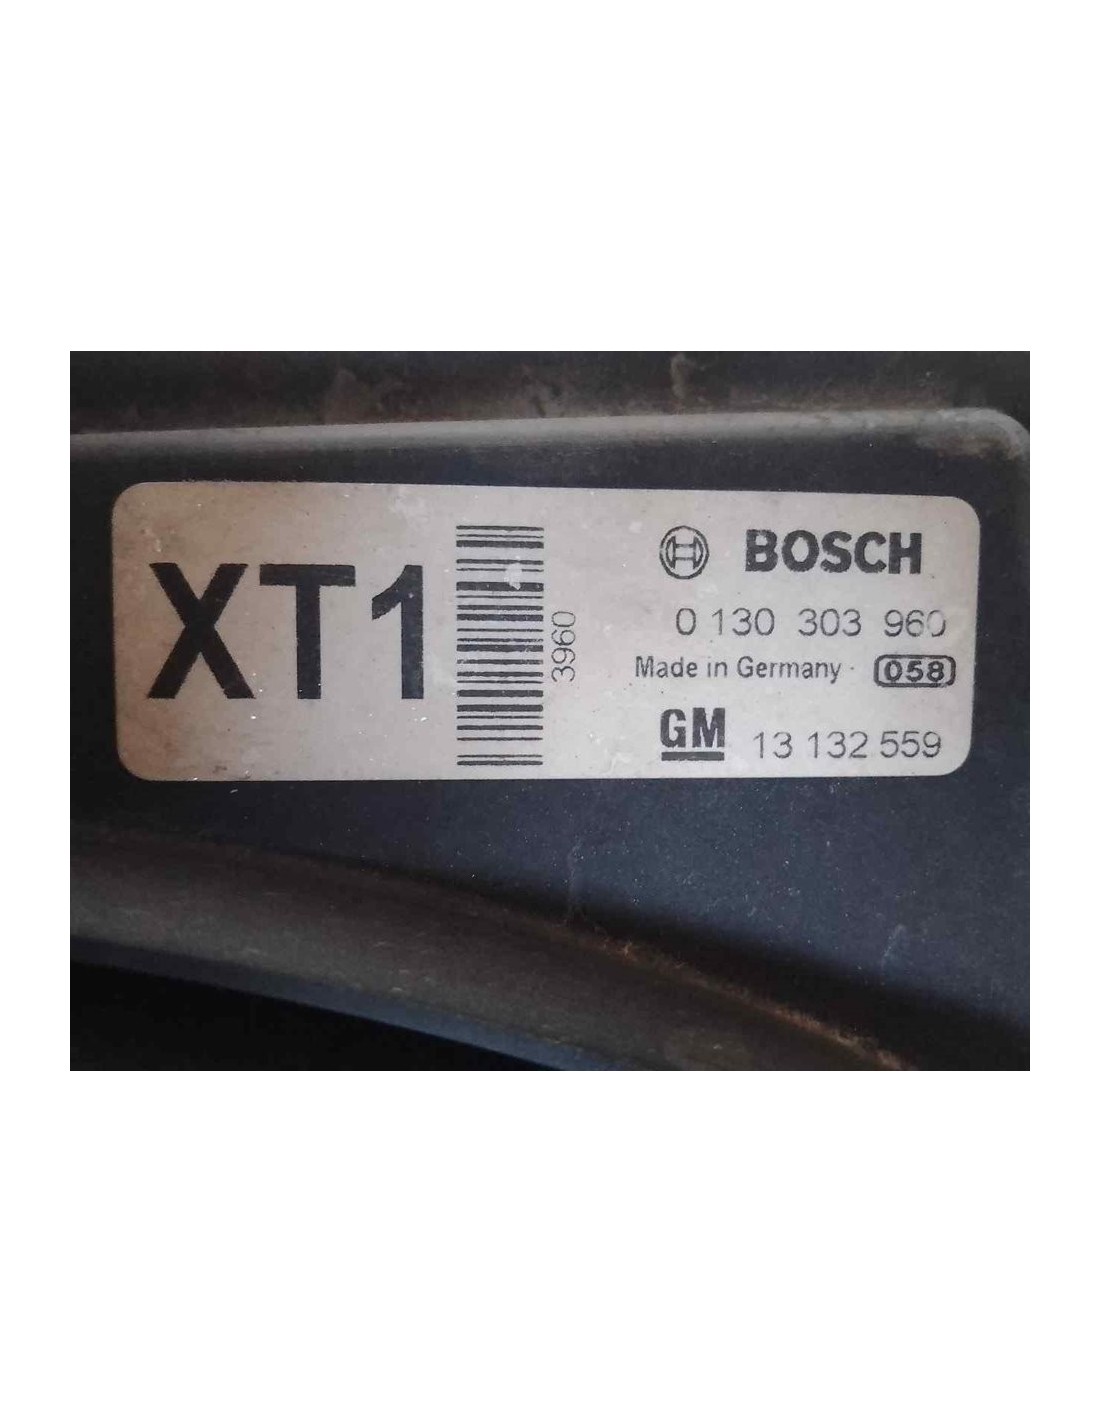 XT1
3960
BOSCH
0 130 303 960
Made in Germany 058
GM 13 132 559